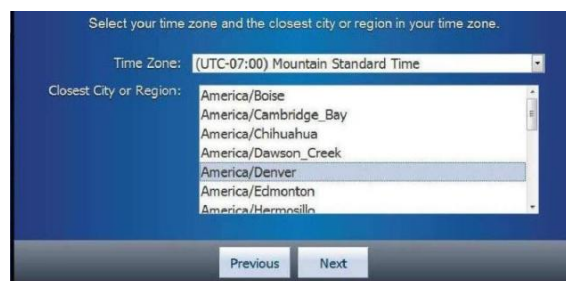 Select your time zone and the closest city or region in your time zone.
Time Zone: (UTC-07:00) Mountain Standard Time
Closest City or Region:
America/Boise
America/Cambridge_Bay
America/Chihuahua
America/Dawson_Creek
America/Denver
America/Edmonton
America/Hermosillo
Previous Next